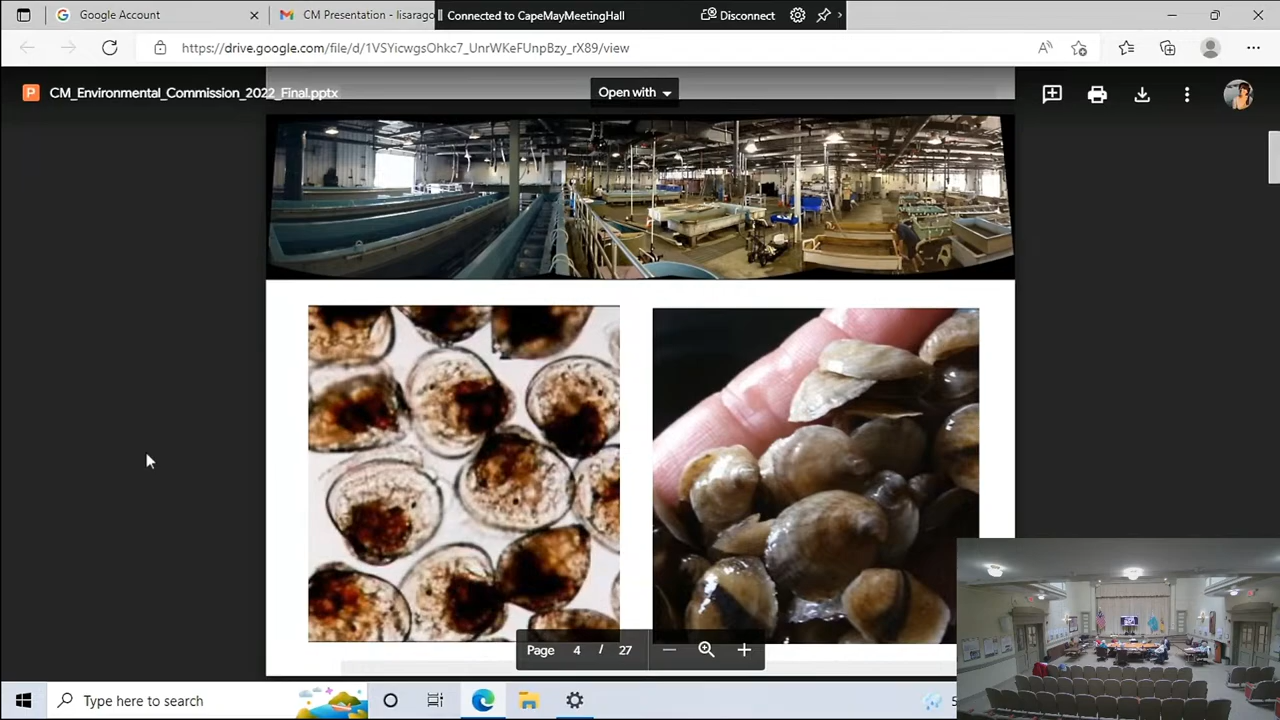 Google Account
CM Presentation - lisarago
Connected to CapeMayMeetingHall
Disconnect
https://drive.google.com/file/d/1VSYicwgsOhkc7_UnrWKeFUnpBzy_rX89/view
CM_Environmental_Commission_2022_Final.pptx
Open with
Page 4 / 27
Type here to search